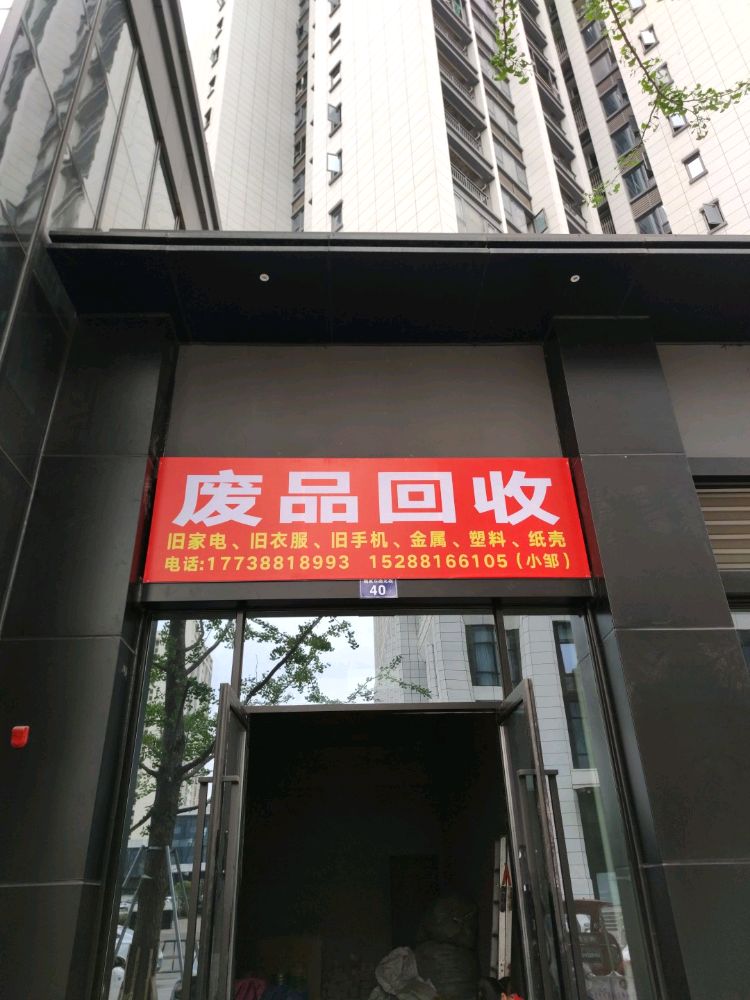 废品回收
旧家电、旧衣服、旧手机、金属、塑料、纸壳
电话:17738818993 15288166105(小邹)
40